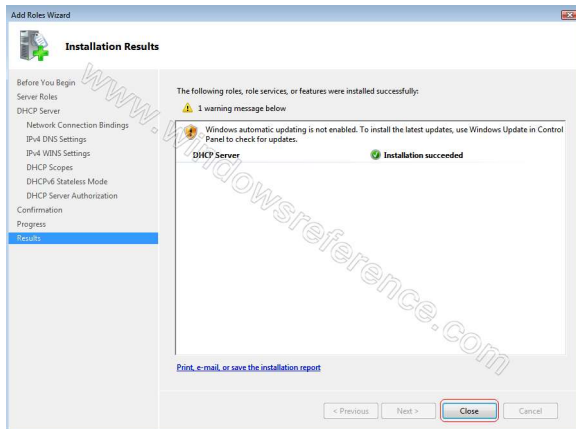 Add Roles Wizard
Installation Results
Before You Begin
Server Roles
DHCP Server
Network Connection Bindings
IPv4 DNS Settings
IPv4 WINS Settings
DHCP Scopes
DHCPv6 Stateless Mode
DHCP Server Authorization
Confirmation
Progress
Results
The following roles, role services, or features were installed successfully:
1 warning message below
Windows automatic updating is not enabled. To install the latest updates, use Windows Update in Control
Panel to check for updates.
DHCP Server
Installation succeeded
Print, e-mail, or save the installation report
< Previous
Next >
Close
Cancel
www.windowsreference.com